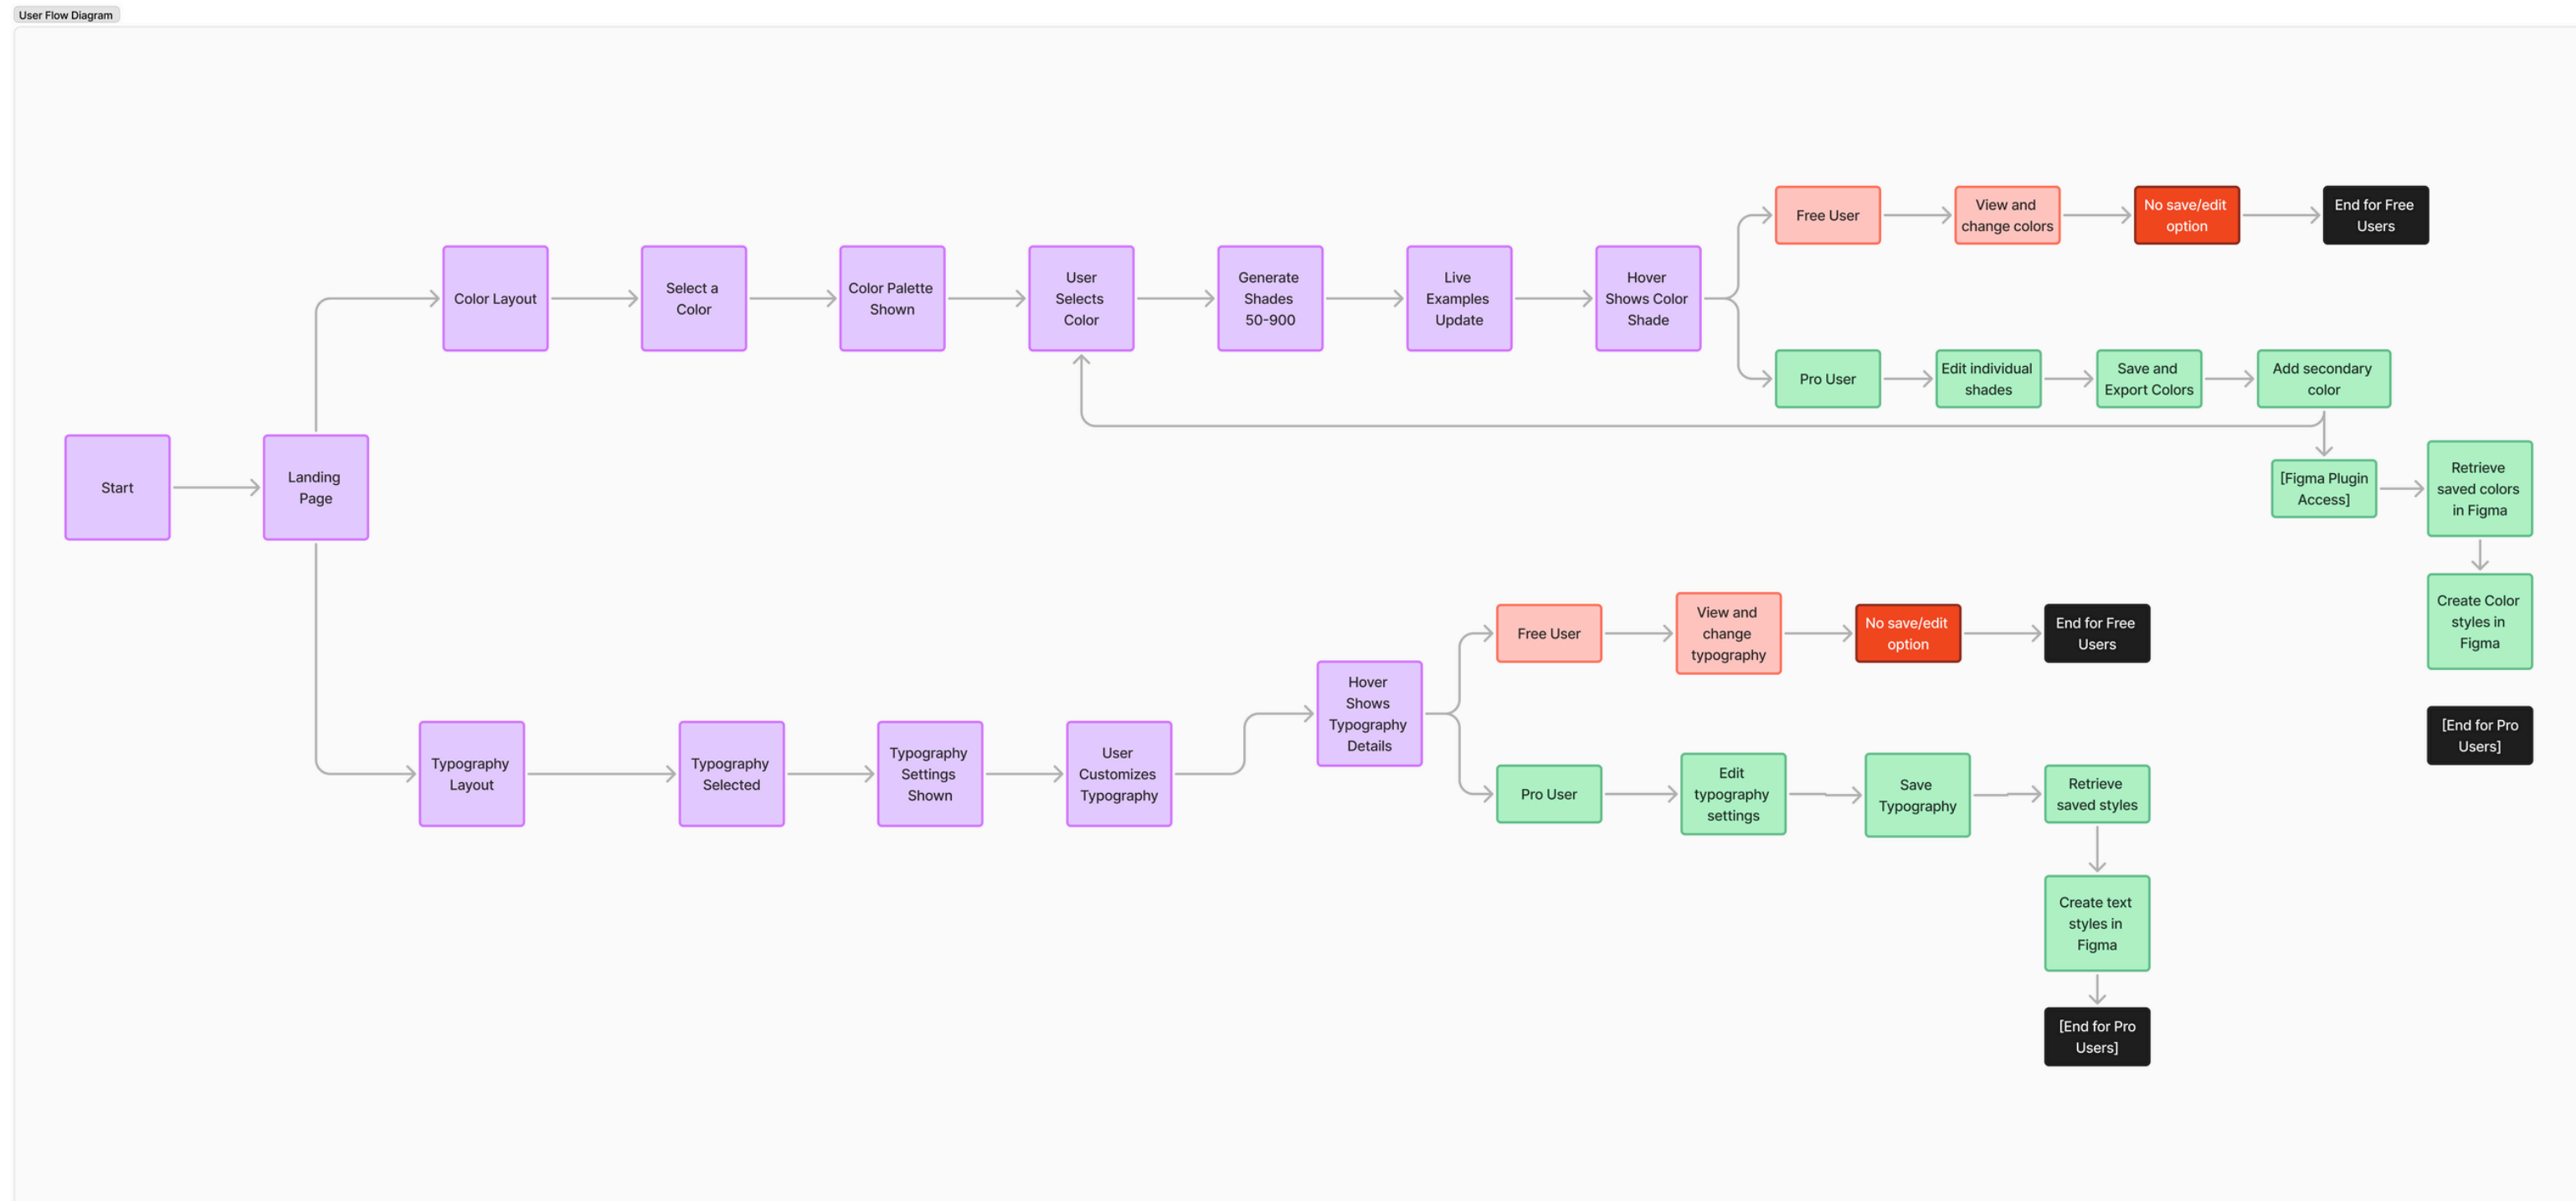 User Flow Diagram
Free User
View and
change colors
No save/edit
option
End for Free
Users
Color Layout
Select a
Color
Color Palette
Shown
User
Selects
Color
Generate
Shades
50-900
Live
Examples
Update
Hover
Shows Color
Shade
Pro User
Edit individual
shades
Save and
Export Colors
Add secondary
color
Start
Landing
Page
[Figma Plugin
Access]
Retrieve
saved colors
in Figma
Create Color
styles in
Figma
[End for Pro
Users]
Free User
View and
change
typography
No save/edit
option
End for Free
Users
Typography
Layout
Typography
Selected
Typography
Settings
Shown
User
Customizes
Typography
Hover
Shows
Typography
Details
Pro User
Edit
typography
settings
Save
Typography
Retrieve
saved styles
Create text
styles in
Figma
[End for Pro
Users]